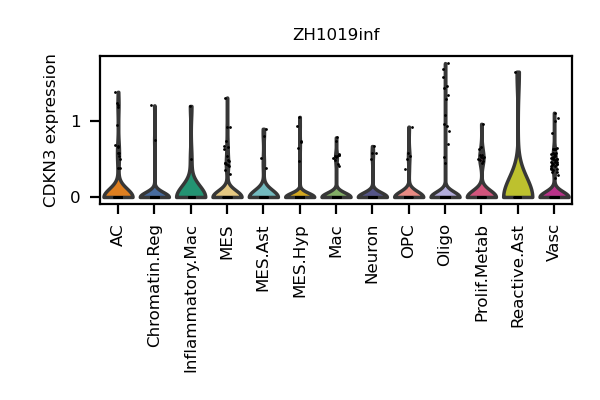 ZH1019inf
CDKN3 expression
1
0
AC
Chromatin.Reg
Inflammatory.Mac
MES
MES.Ast
MES.Hyp
Mac
Neuron
OPC
Oligo
Prolif.Metab
Reactive.Ast
Vasc